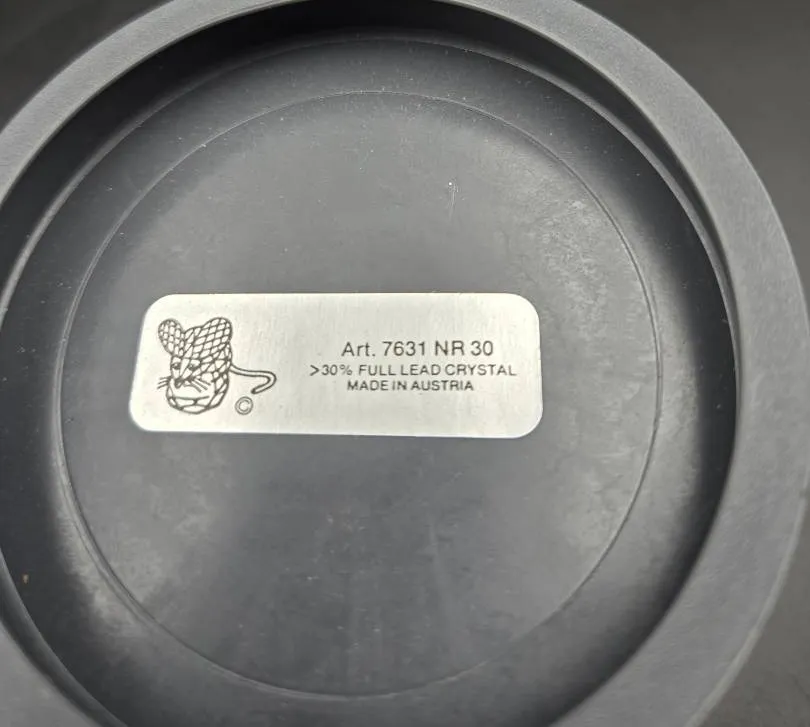 Art. 7631 NR 30
>30% FULL LEAD CRYSTAL
MADE IN AUSTRIA
©